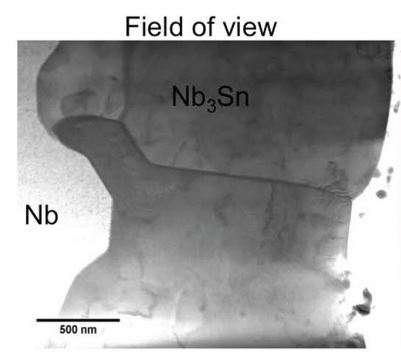 Field of view
Nb₃Sn
Nb
500 nm